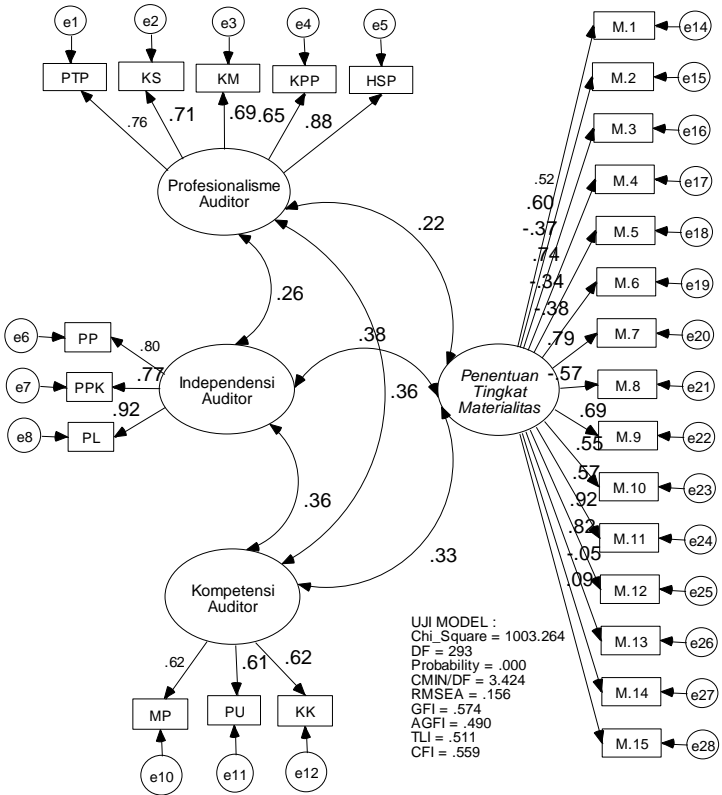 e1
e2
e3
e4
e5
PTP
KS
KM
KPP
HSP
.76
.71
.69
.65
.88
Profesionalisme
Auditor
.22
.26
e6
PP
e7
PPK
e8
PL
.80
.77
.92
Independensi
Auditor
.38
.36
.36
.33
Kompetensi
Auditor
.62
.61
.62
MP
PU
KK
e10
e11
e12
Penentuan
Tingkat
Materialitas
.52
.60
-.37
.74
-.34
-.38
.79
-.57
.69
.55
.57
.92
.82
-.05
.09
M.1
e14
M.2
e15
M.3
e16
M.4
e17
M.5
e18
M.6
e19
M.7
e20
M.8
e21
M.9
e22
M.10
e23
M.11
e24
M.12
e25
M.13
e26
M.14
e27
M.15
e28
UJI MODEL :
Chi_Square = 1003.264
DF = 293
Probability = .000
CMIN/DF = 3.424
RMSEA = .156
GFI = .574
AGFI = .490
TLI = .511
CFI = .559